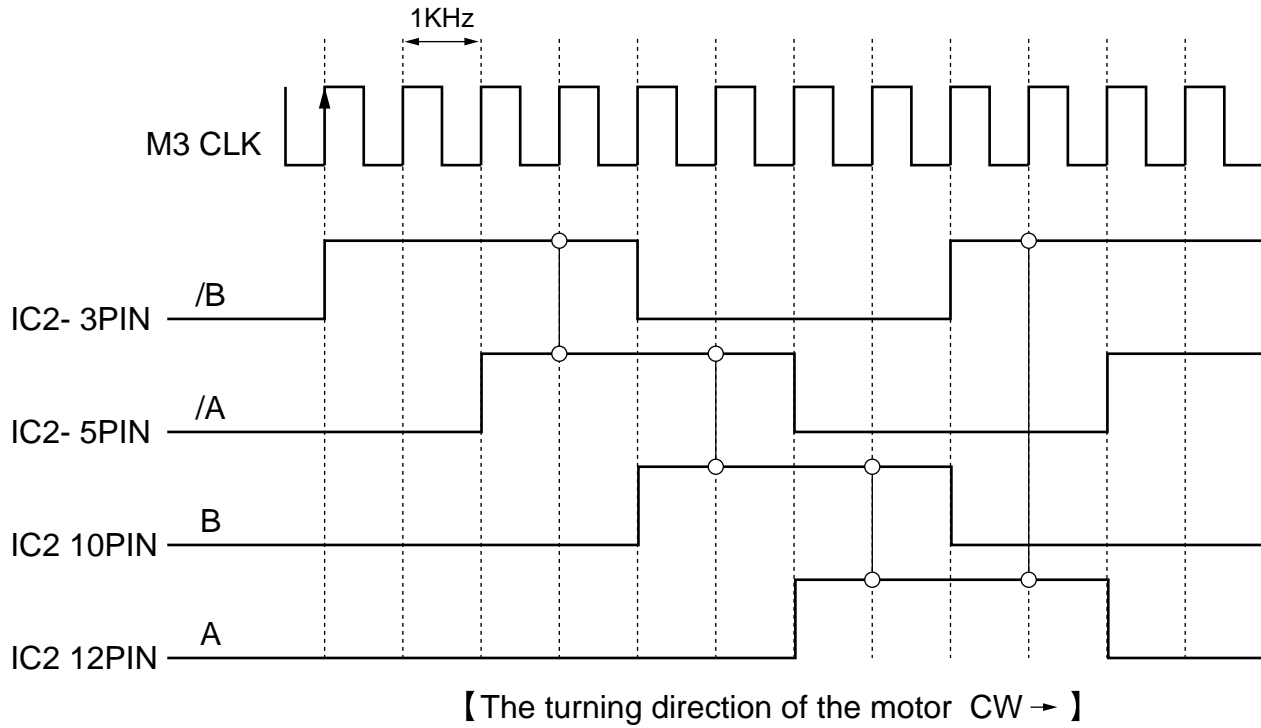 1KHz
M3 CLK
/B
IC2- 3PIN
/A
IC2- 5PIN
B
IC2 10PIN
A
IC2 12PIN
【The turning direction of the motor CW→】